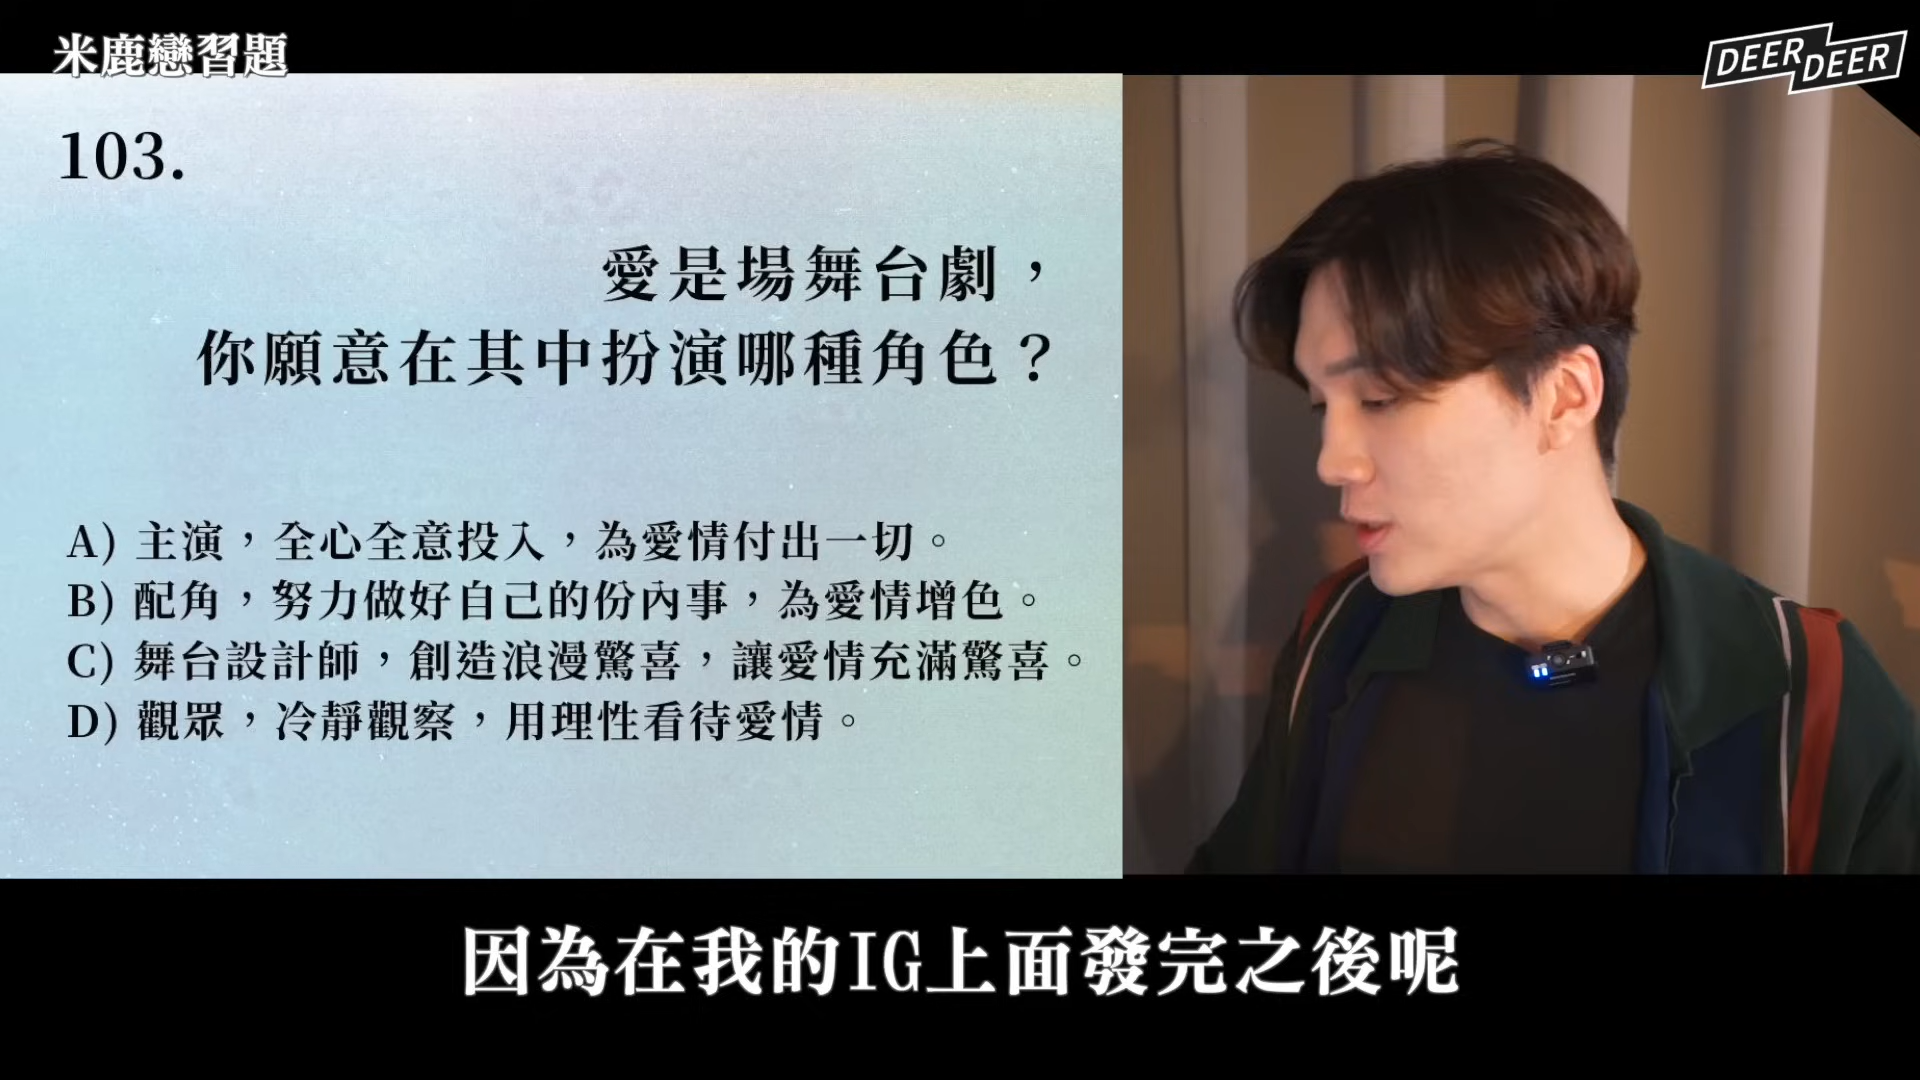 米鹿戀習題
DEER DEER
103.
愛是場舞台劇，
你願意在其中扮演哪種角色？
A) 主演，全心全意投入，為愛情付出一切。
B) 配角，努力做好自己的份內事，為愛情增色。
C) 舞台設計師，創造浪漫驚喜，讓愛情充滿驚喜。
D) 觀眾，冷靜觀察，用理性看待愛情。
因為在我的IG上面發完之後呢